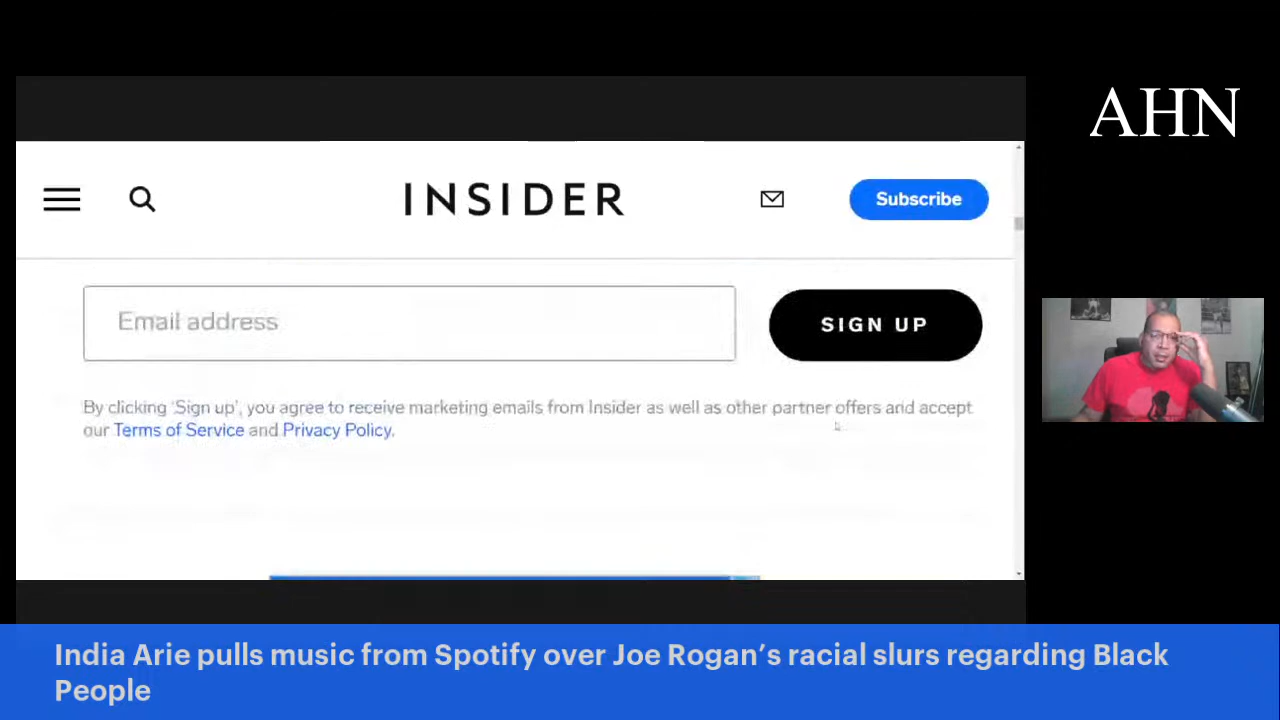 AHN
INSIDER
Subscribe
Email address
SIGN UP
By clicking 'Sign up', you agree to receive marketing emails from Insider as well as other partner offers and accept
our Terms of Service and Privacy Policy.
India Arie pulls music from Spotify over Joe Rogan’s racial slurs regarding Black
People